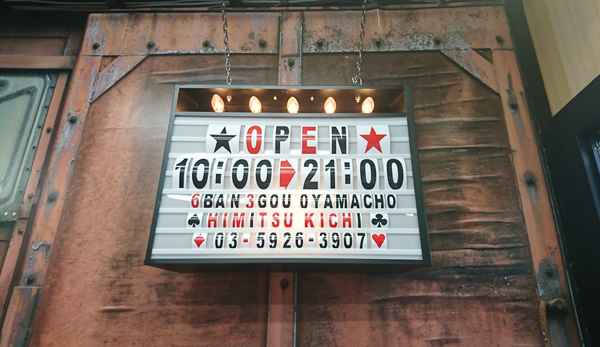 ★OPEN★
10:00➡21:00
6BAN 3GOU OYAMACHO
♠HIMITSU KICHI♣
♦03-5926-3907♥